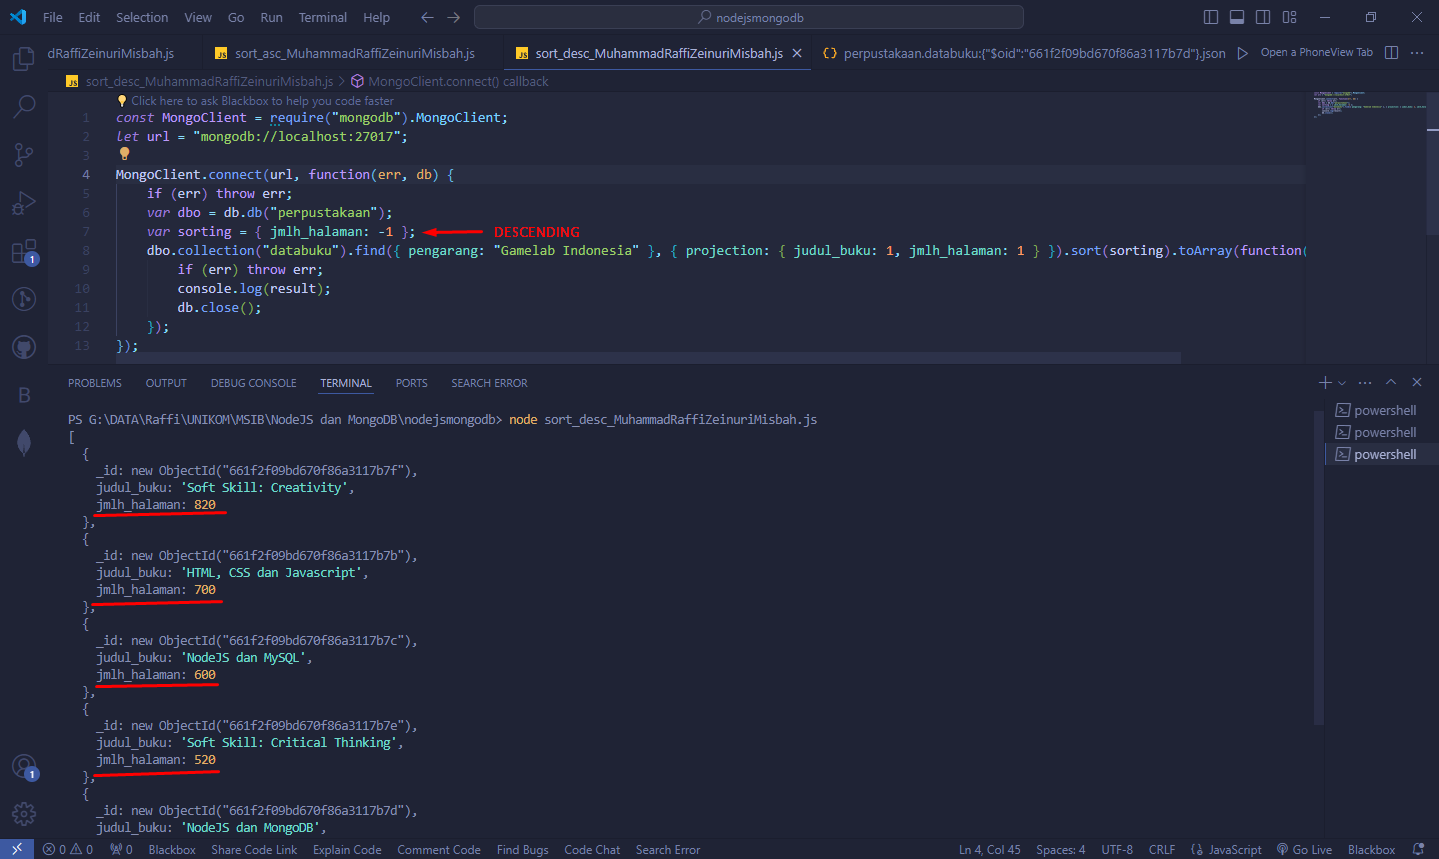 File Edit Selection View Go Run Terminal Help
nodejsmongodb
dRaffiZeinuriMisbah.js
sort_asc_MuhammadRaffiZeinuriMisbah.js
sort_desc_MuhammadRaffiZeinuriMisbah.js
perpustakaan.databuku:{"$oid":"661f2f09bd670f86a3117b7d"}.json
Open a PhoneView Tab
sort_desc_MuhammadRaffiZeinuriMisbah.js > MongoClient.connect() callback
Click here to ask Blackbox to help you code faster
1 const MongoClient = require("mongodb").MongoClient;
2 let url = "mongodb://localhost:27017";
3
4 MongoClient.connect(url, function(err, db) {
5 if (err) throw err;
6 var dbo = db.db("perpustakaan");
7 var sorting = { jmlh_halaman: -1 }; DESCENDING
8 dbo.collection("databuku").find({ pengarang: "Gamelab Indonesia" }, { projection: { judul_buku: 1, jmlh_halaman: 1 } }).sort(sorting).toArray(function(
9 if (err) throw err;
10 console.log(result);
11 db.close();
12 });
13 });
PROBLEMS OUTPUT DEBUG CONSOLE TERMINAL PORTS SEARCH ERROR
powershell
powershell
powershell
PS G:\DATA\Raffi\UNIKOM\MSIB\NodeJS dan MongoDB\nodejsmongodb> node sort_desc_MuhammadRaffiZeinuriMisbah.js
[
{
_id: new ObjectId("661f2f09bd670f86a3117b7f"),
judul_buku: 'Soft Skill: Creativity',
jmlh_halaman: 820
},
{
_id: new ObjectId("661f2f09bd670f86a3117b7b"),
judul_buku: 'HTML, CSS dan Javascript',
jmlh_halaman: 700
},
{
_id: new ObjectId("661f2f09bd670f86a3117b7c"),
judul_buku: 'NodeJS dan MySQL',
jmlh_halaman: 600
},
{
_id: new ObjectId("661f2f09bd670f86a3117b7e"),
judul_buku: 'Soft Skill: Critical Thinking',
jmlh_halaman: 520
},
{
_id: new ObjectId("661f2f09bd670f86a3117b7d"),
judul_buku: 'NodeJS dan MongoDB',
1
1
B
0 0 0 Blackbox Share Code Link Explain Code Comment Code Find Bugs Code Chat Search Error Ln 4, Col 45 Spaces: 4 UTF-8 CRLF JavaScript Go Live Blackbox